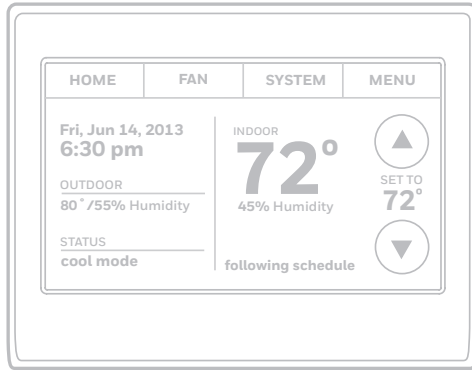 HOME FAN SYSTEM MENU
Fri, Jun 14, 2013
6:30 pm
OUTDOOR
80°/55% Humidity
STATUS
cool mode
INDOOR
72°
45% Humidity
following schedule
SET TO
72°